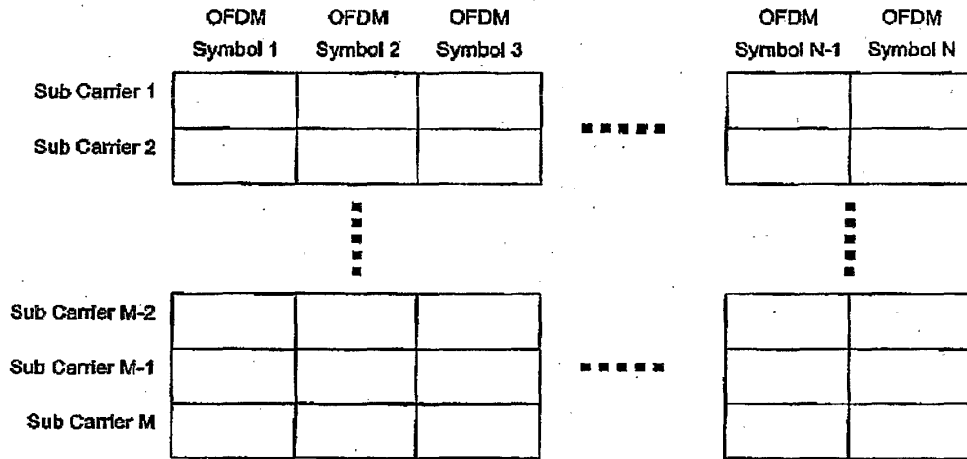 OFDM OFDM OFDM OFDM OFDM
Symbol 1 Symbol 2 Symbol 3 Symbol N-1 Symbol N
Sub Carrier 1
Sub Carrier 2
Sub Carrier M-2
Sub Carrier M-1
Sub Carrier M